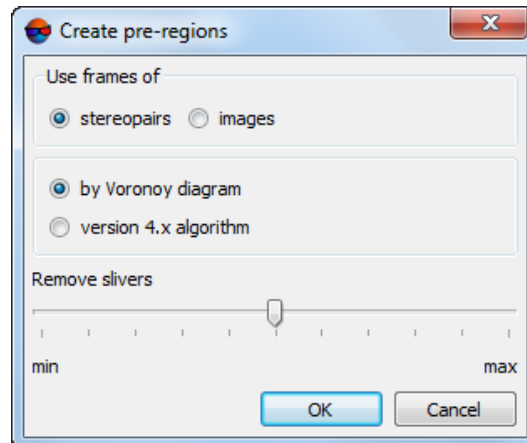 Create pre-regions
Use frames of
stereopairs images
by Voronoy diagram
version 4.x algorithm
Remove slivers
min max
OK Cancel